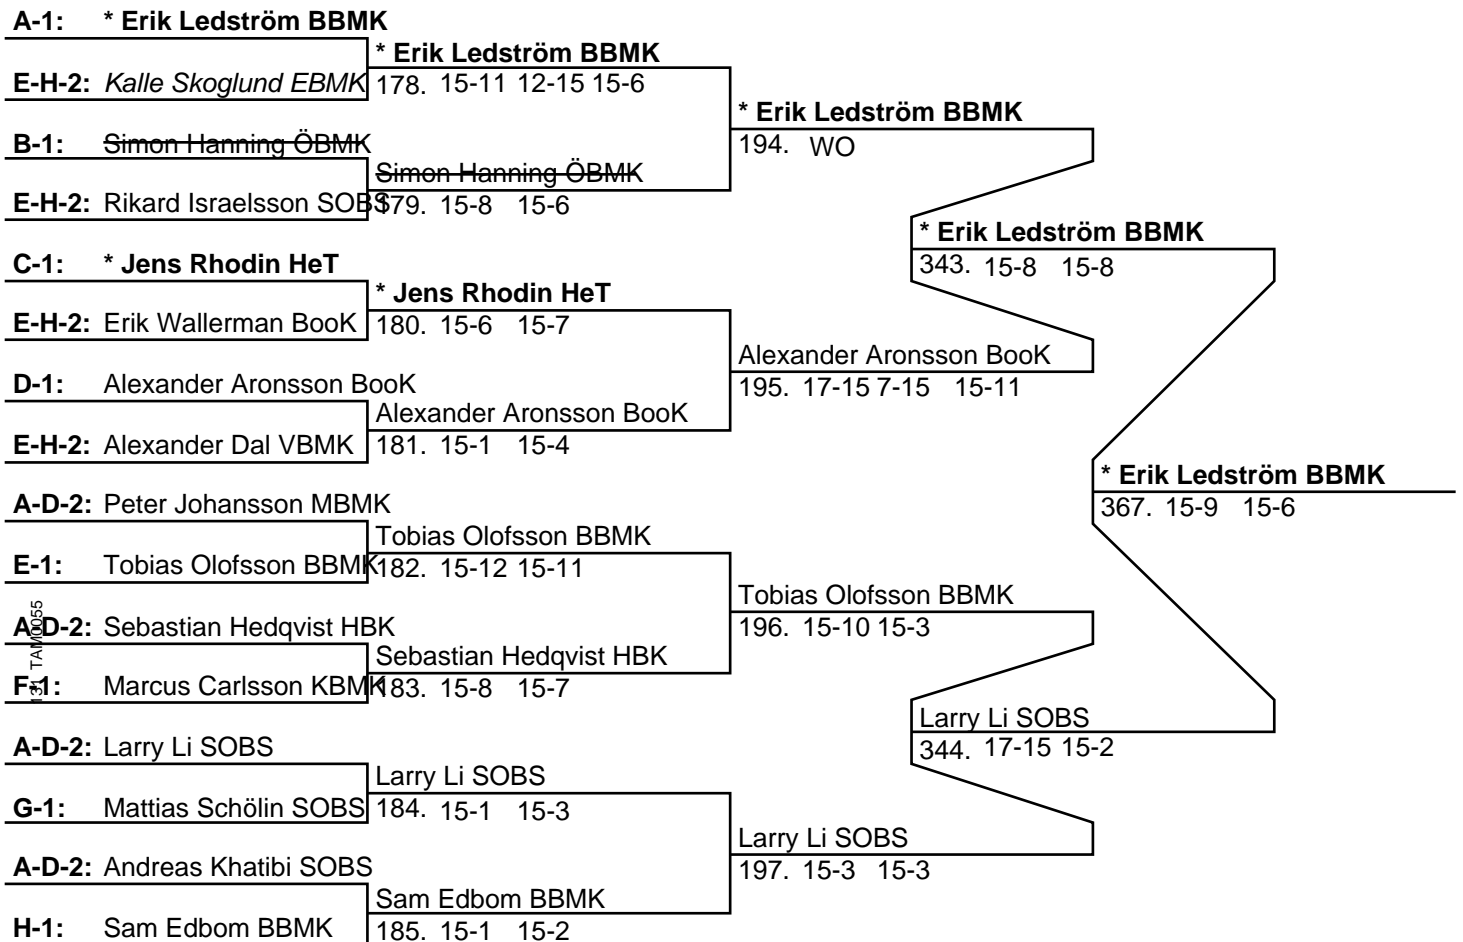 A-1: * Erik Ledström BBMK
* Erik Ledström BBMK
E-H-2: Kalle Skoglund EBMK
178. 15-11 12-15 15-6
* Erik Ledström BBMK
194. WO
B-1: Simon Hanning ÖBMK
Simon Hanning ÖBMK
E-H-2: Rikard Israelsson SOBS
179. 15-8 15-6
* Erik Ledström BBMK
343. 15-8 15-8
C-1: * Jens Rhodin HeT
* Jens Rhodin HeT
E-H-2: Erik Wallerman BooK
180. 15-6 15-7
Alexander Aronsson BooK
195. 17-15 7-15 15-11
D-1: Alexander Aronsson BooK
Alexander Aronsson BooK
E-H-2: Alexander Dal VBMK
181. 15-1 15-4
* Erik Ledström BBMK
367. 15-9 15-6
A-D-2: Peter Johansson MBMK
Tobias Olofsson BBMK
E-1: Tobias Olofsson BBMK
182. 15-12 15-11
Tobias Olofsson BBMK
196. 15-10 15-3
131 TAM0055
A-D-2: Sebastian Hedqvist HBK
Sebastian Hedqvist HBK
F-1: Marcus Carlsson KBMK
183. 15-8 15-7
Larry Li SOBS
344. 17-15 15-2
A-D-2: Larry Li SOBS
Larry Li SOBS
G-1: Mattias Schölin SOBS
184. 15-1 15-3
Larry Li SOBS
197. 15-3 15-3
A-D-2: Andreas Khatibi SOBS
Sam Edbom BBMK
H-1: Sam Edbom BBMK
185. 15-1 15-2